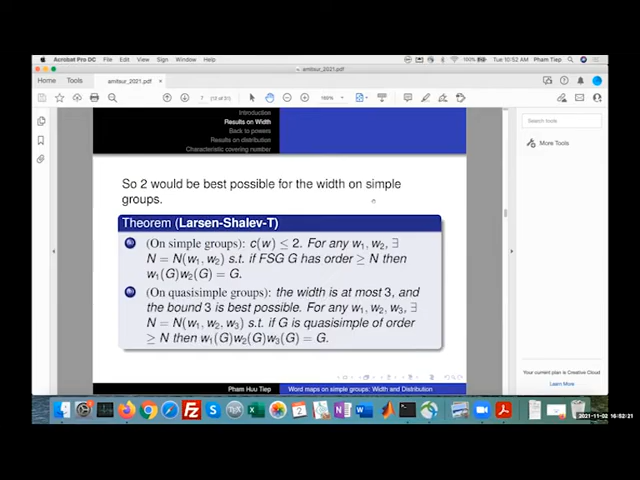 Acrobat Pro DC File Edit View Sign Window Help
100% Tue 10:52 AM Pham Tiep
amitsur_2021.pdf
Home Tools amitsur_2021.pdf ×
7 (12 of 31) 160%
Introduction
Results on Width
Back to powers
Results on distribution
Characteristic covering number
Search tools
More Tools
So 2 would be best possible for the width on simple
groups.
Theorem (Larsen-Shalev-T)
1 (On simple groups): c(w) ≤ 2. For any w₁, w₂, ∃
N = N(w₁, w₂) s.t. if FSG G has order ≥ N then
w₁(G)w₂(G) = G.
2 (On quasisimple groups): the width is at most 3, and
the bound 3 is best possible. For any w₁, w₂, w₃, ∃
N = N(w₁, w₂, w₃) s.t. if G is quasisimple of order
≥ N then w₁(G)w₂(G)w₃(G) = G.
Your current plan is Creative Cloud
Learn More
Pham Huu Tiep Word maps on simple groups: Width and Distribution
2021-11-02 16:52:21